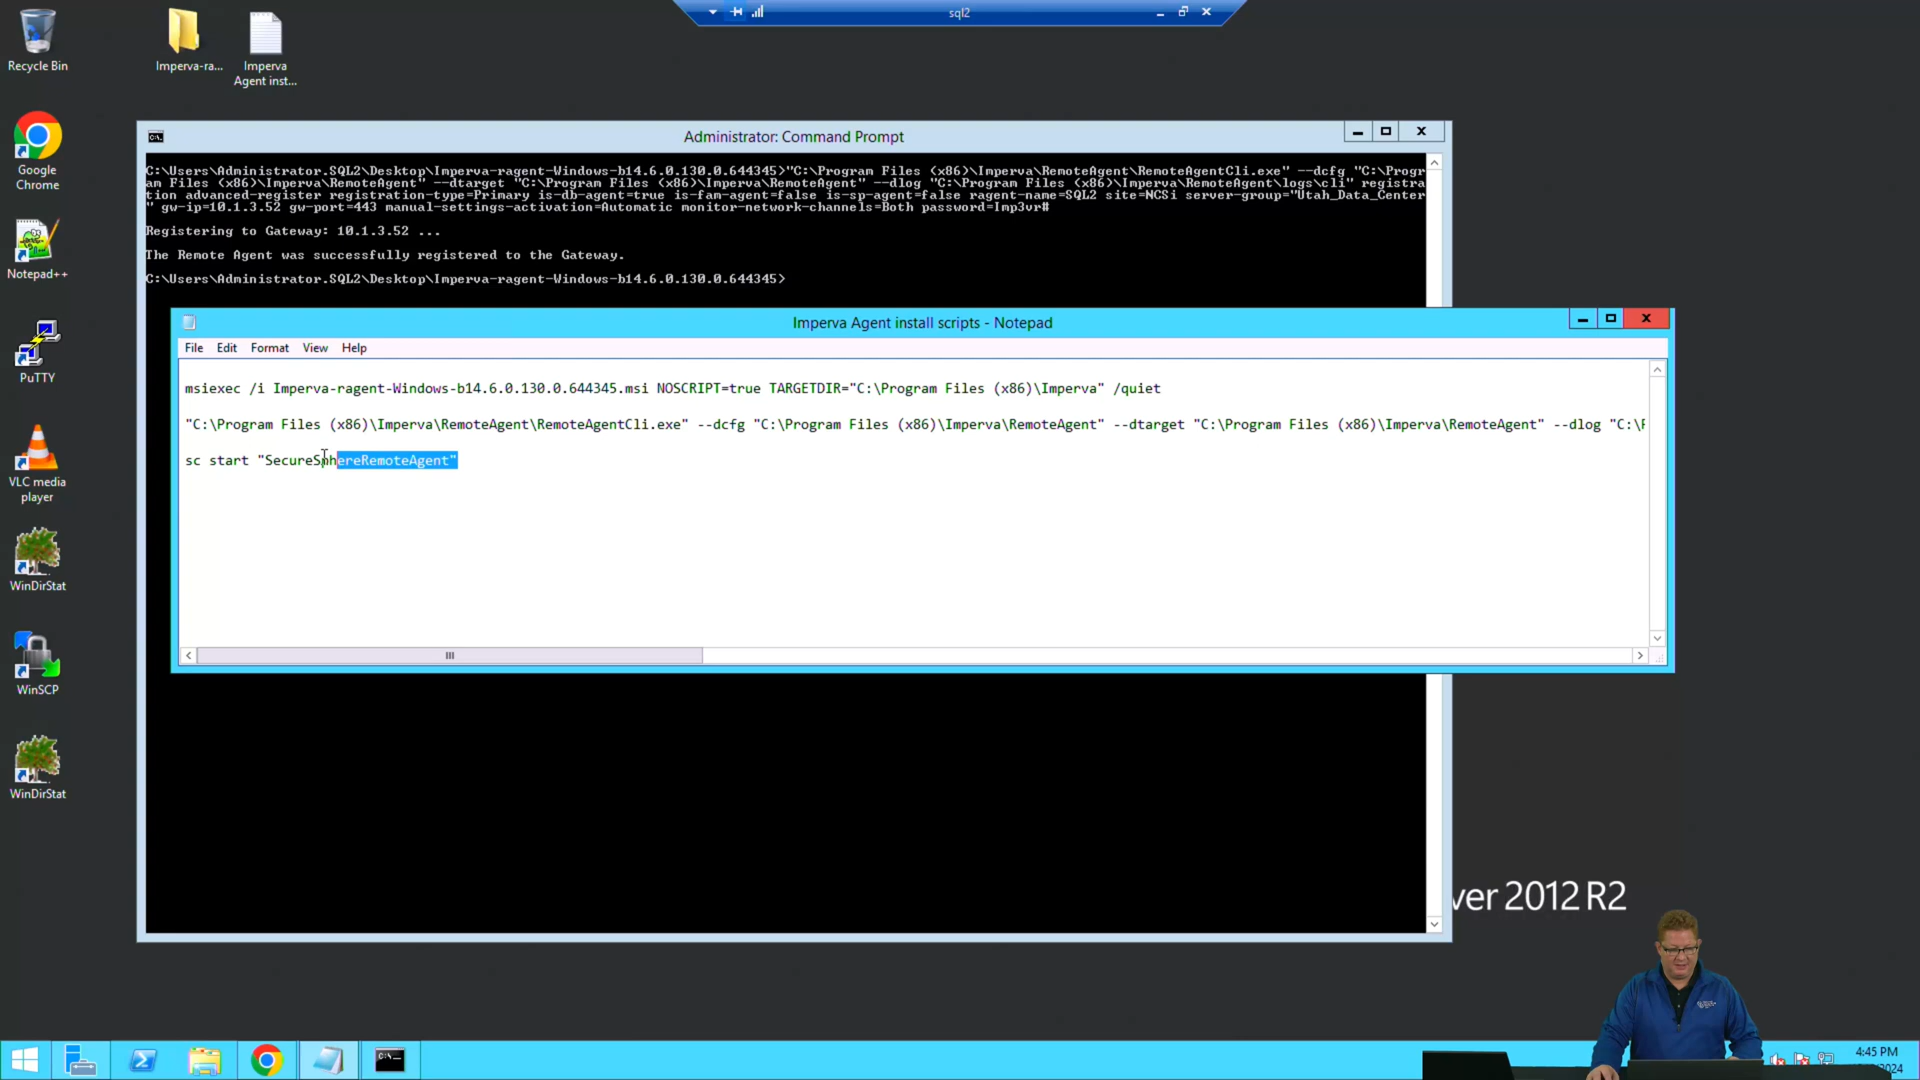 sql2
Recycle Bin
Imperva-ra...
Imperva
Agent inst...
Google
Chrome
Notepad++
PuTTY
VLC media
player
WinDirStat
WinSCP
WinDirStat
Administrator: Command Prompt
C:\Users\Administrator.SQL2\Desktop\Imperva-ragent-Windows-b14.6.0.130.0.644345>"C:\Program Files (x86)\Imperva\RemoteAgent\RemoteAgentCli.exe" --dcfg "C:\Progr
am Files (x86)\Imperva\RemoteAgent" --dtarget "C:\Program Files (x86)\Imperva\RemoteAgent" --dlog "C:\Program Files (x86)\Imperva\RemoteAgent\logs\cli" registra
tion advanced-register registration-type=Primary is-db-agent=true is-fam-agent=false is-sp-agent=false ragent-name=SQL2 site=NCSi server-group="Utah_Data_Center
" gw-ip=10.1.3.52 gw-port=443 manual-settings-activation=Automatic monitor-network-channels=Both password=Imp3vr#
Registering to Gateway: 10.1.3.52 ...
The Remote Agent was successfully registered to the Gateway.
C:\Users\Administrator.SQL2\Desktop\Imperva-ragent-Windows-b14.6.0.130.0.644345>
Imperva Agent install scripts - Notepad
File Edit Format View Help
msiexec /i Imperva-ragent-Windows-b14.6.0.130.0.644345.msi NOSCRIPT=true TARGETDIR="C:\Program Files (x86)\Imperva" /quiet
"C:\Program Files (x86)\Imperva\RemoteAgent\RemoteAgentCli.exe" --dcfg "C:\Program Files (x86)\Imperva\RemoteAgent" --dtarget "C:\Program Files (x86)\Imperva\RemoteAgent" --dlog "C:\P
sc start "SecureSphereRemoteAgent"
ver 2012 R2
4:45 PM
2024